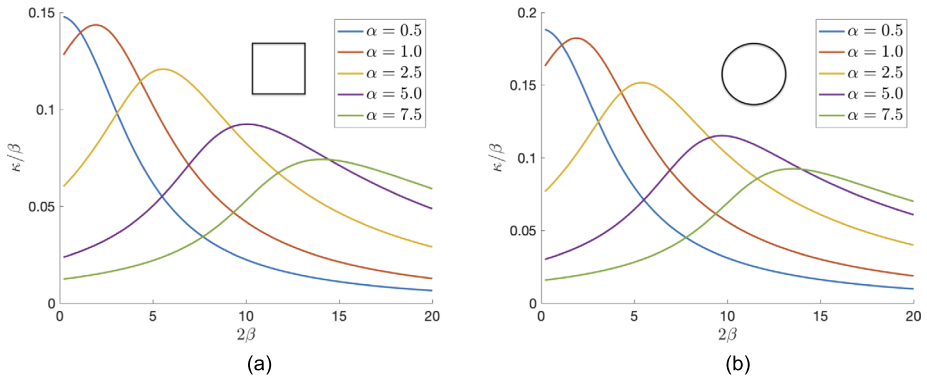 0.15
0.1
0.05
0
κ/β
0 5 10 15 20
2β
α = 0.5
α = 1.0
α = 2.5
α = 5.0
α = 7.5
(a)
0.2
0.15
0.1
0.05
0
κ/β
0 5 10 15 20
2β
α = 0.5
α = 1.0
α = 2.5
α = 5.0
α = 7.5
(b)